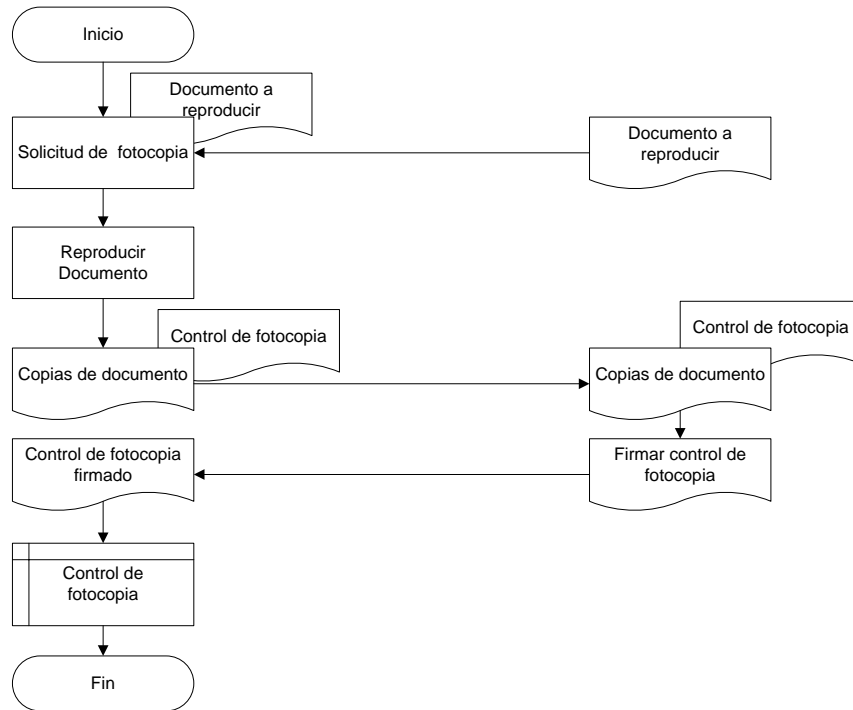 Inicio
Documento a
reproducir
Solicitud de  fotocopia
Documento a
reproducir
Reproducir
Documento
Control de fotocopia
Copias de documento
Control de fotocopia
Copias de documento
Control de fotocopia
firmado
Firmar control de
fotocopia
Control de
fotocopia
Fin